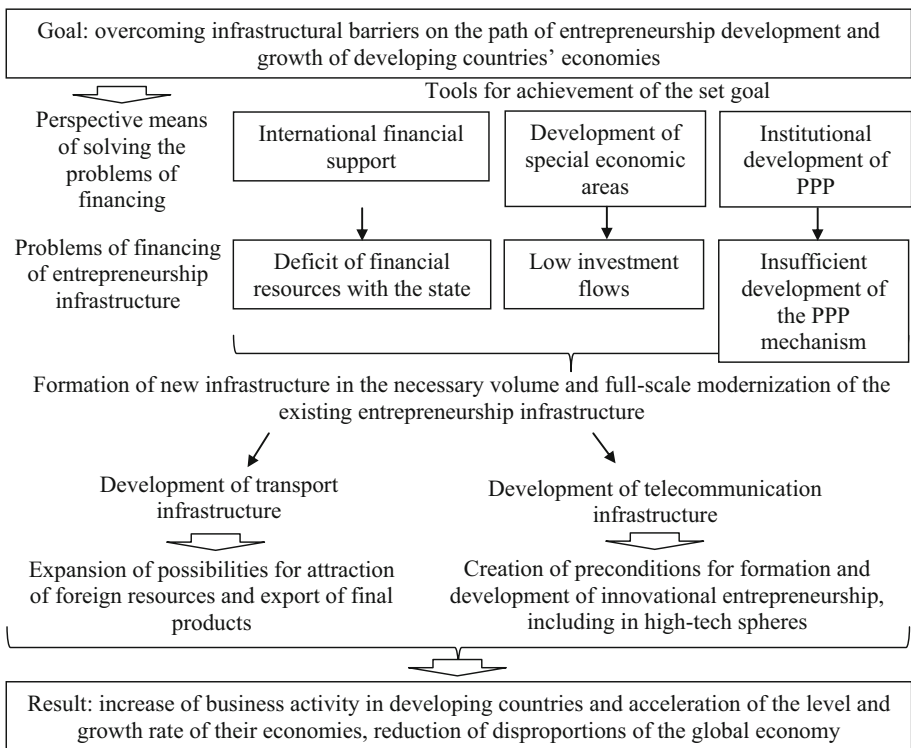 Goal: overcoming infrastructural barriers on the path of entrepreneurship development and
growth of developing countries' economies
Tools for achievement of the set goal
Perspective means
of solving the
problems of
financing
International financial
support
Development of
special economic
areas
Institutional
development of
PPP
Problems of financing
of entrepreneurship
infrastructure
Deficit of financial
resources with the state
Low investment
flows
Insufficient
development of
the PPP
mechanism
Formation of new infrastructure in the necessary volume and full-scale modernization of the
existing entrepreneurship infrastructure
Development of transport
infrastructure
Development of telecommunication
infrastructure
Expansion of possibilities for attraction
of foreign resources and export of final
products
Creation of preconditions for formation and
development of innovational entrepreneurship,
including in high-tech spheres
Result: increase of business activity in developing countries and acceleration of the level and
growth rate of their economies, reduction of disproportions of the global economy